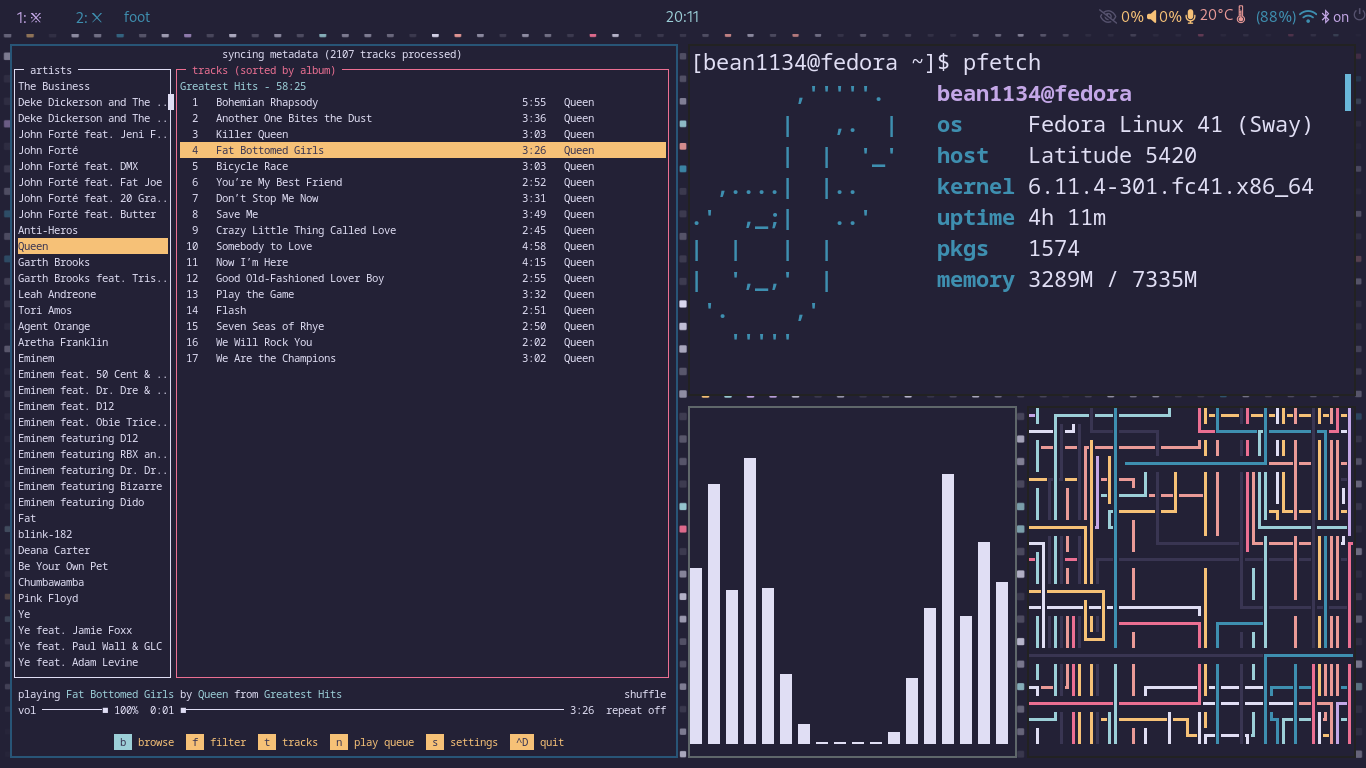 1: ※ 2: ✕ foot
20:11
0% 0% 20°C (88%) on
syncing metadata (2107 tracks processed)
artists
The Business
Deke Dickerson and The ..
Deke Dickerson and The ..
John Forté feat. Jeni F..
John Forté
John Forté feat. DMX
John Forté feat. Fat Joe
John Forté feat. 20 Gra..
John Forté feat. Butter
Anti-Heros
Queen
Garth Brooks
Garth Brooks feat. Tris..
Leah Andreone
Tori Amos
Agent Orange
Aretha Franklin
Eminem
Eminem feat. 50 Cent & ..
Eminem feat. Dr. Dre & ..
Eminem feat. D12
Eminem feat. Obie Trice..
Eminem featuring D12
Eminem featuring RBX an..
Eminem featuring Dr. Dr..
Eminem featuring Bizarre
Eminem featuring Dido
Fat
blink-182
Deana Carter
Be Your Own Pet
Chumbawamba
Pink Floyd
Ye
Ye feat. Jamie Foxx
Ye feat. Paul Wall & GLC
Ye feat. Adam Levine
tracks (sorted by album)
Greatest Hits - 58:25
1 Bohemian Rhapsody 5:55 Queen
2 Another One Bites the Dust 3:36 Queen
3 Killer Queen 3:03 Queen
4 Fat Bottomed Girls 3:26 Queen
5 Bicycle Race 3:03 Queen
6 You’re My Best Friend 2:52 Queen
7 Don’t Stop Me Now 3:31 Queen
8 Save Me 3:49 Queen
9 Crazy Little Thing Called Love 2:45 Queen
10 Somebody to Love 4:58 Queen
11 Now I’m Here 4:15 Queen
12 Good Old‐Fashioned Lover Boy 2:55 Queen
13 Play the Game 3:32 Queen
14 Flash 2:51 Queen
15 Seven Seas of Rhye 2:50 Queen
16 We Will Rock You 2:02 Queen
17 We Are the Champions 3:02 Queen
playing Fat Bottomed Girls by Queen from Greatest Hits shuffle
vol 100% 0:01 3:26 repeat off
b browse f filter t tracks n play queue s settings ^D quit
[bean1134@fedora ~]$ pfetch
bean1134@fedora
os Fedora Linux 41 (Sway)
host Latitude 5420
kernel 6.11.4-301.fc41.x86_64
uptime 4h 11m
pkgs 1574
memory 3289M / 7335M